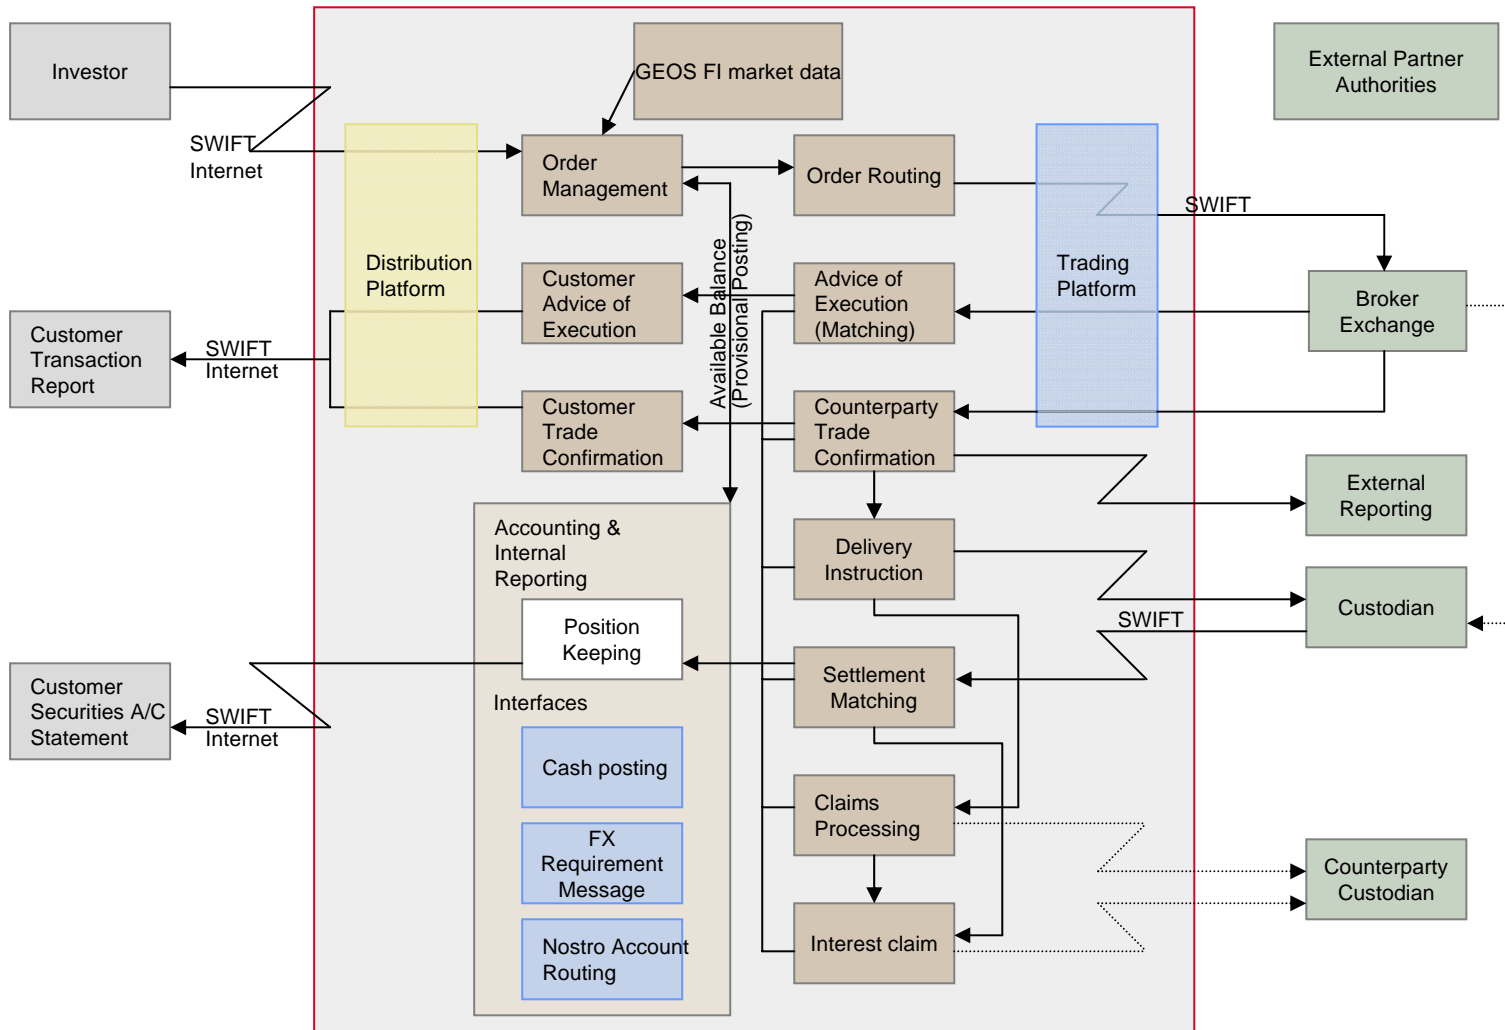 Investor
GEOS FI market data
External Partner
Authorities
SWIFT
Internet
Order
Management
Order Routing
SWIFT
Distribution
Platform
Customer
Advice of
Execution
Available Balance
(Provisional Posting)
Advice of
Execution
(Matching)
Trading
Platform
Broker
Exchange
Customer
Transaction
Report
SWIFT
Internet
Customer
Trade
Confirmation
Counterparty
Trade
Confirmation
External
Reporting
Accounting &
Internal
Reporting
Delivery
Instruction
Custodian
SWIFT
Position
Keeping
Settlement
Matching
Customer
Securities A/C
Statement
SWIFT
Internet
Interfaces
Cash posting
Claims
Processing
FX
Requirement
Message
Counterparty
Custodian
Nostro Account
Routing
Interest claim